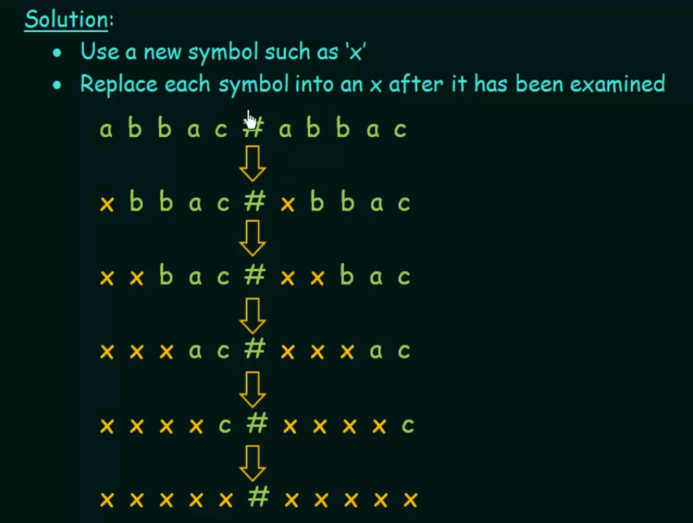 Solution:
• Use a new symbol such as 'x'
• Replace each symbol into an x after it has been examined
a b b a c # a b b a c
x b b a c # x b b a c
x x b a c # x x b a c
x x x a c # x x x a c
x x x x c # x x x x c
x x x x x # x x x x x